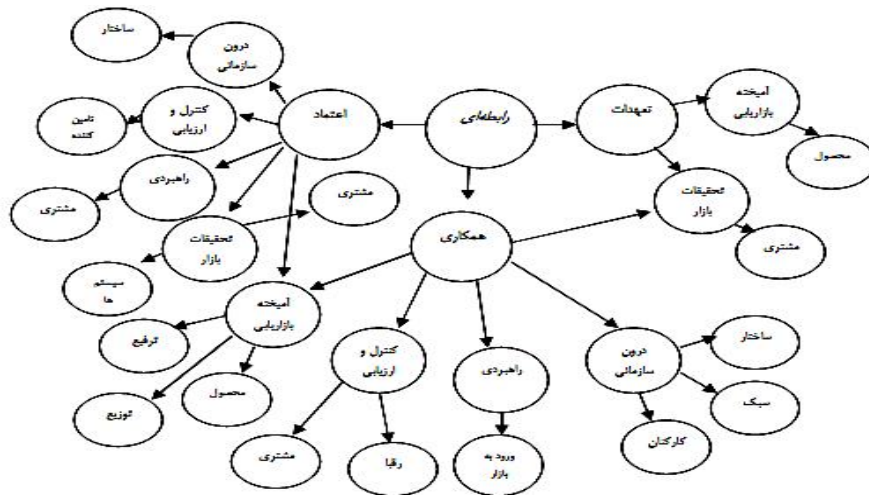 ساختار
درون
سازمانی
آمیخته
بازاریابی
کنترل و
ارزیابی
تامین
کننده
اعتماد
رابطه‌ای
تمهدات
محصول
راهبردی
مشتری
مشتری
تحقیقات
بازار
تحقیقات
بازار
همکاری
مشتری
سیستم
ها
آمیخته
بازاریابی
ترفیع
ساختار
کنترل و
ارزیابی
درون
سازمانی
راهبردی
محصول
توزیع
سبک
کارکنان
مشتری
رقبا
ورود به
بازار